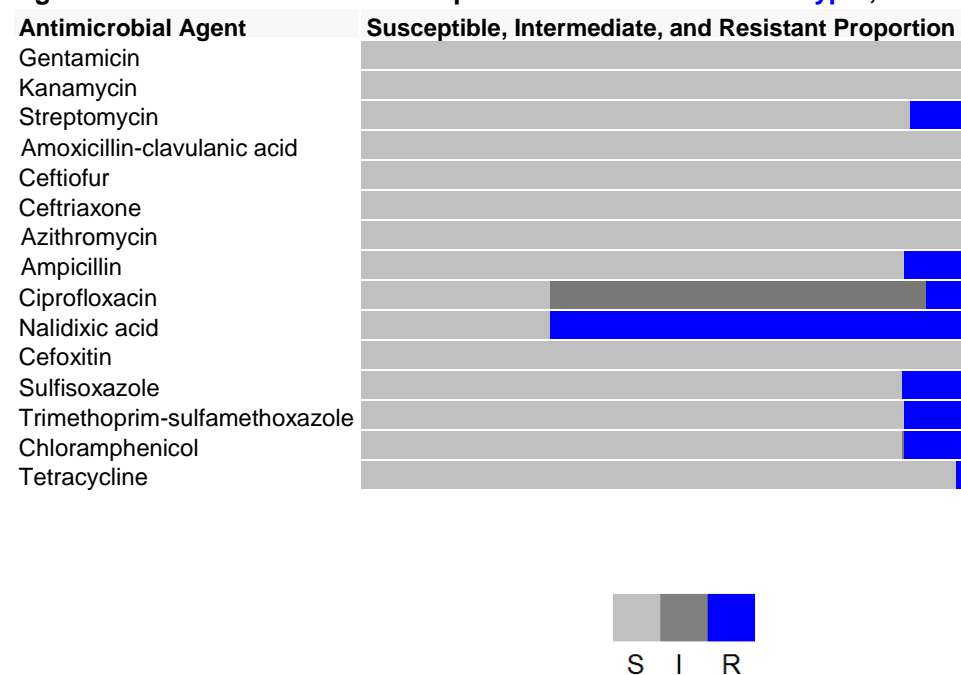 Antimicrobial Agent Susceptible, Intermediate, and Resistant Proportion
Gentamicin
Kanamycin
Streptomycin
Amoxicillin-clavulanic acid
Ceftiofur
Ceftriaxone
Azithromycin
Ampicillin
Ciprofloxacin
Nalidixic acid
Cefoxitin
Sulfisoxazole
Trimethoprim-sulfamethoxazole
Chloramphenicol
Tetracycline
S I R